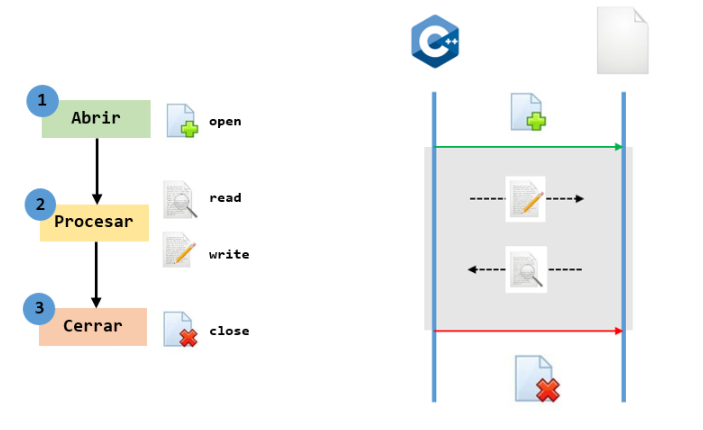 1
Abrir
open
2
Procesar
read
write
3
Cerrar
close
C++